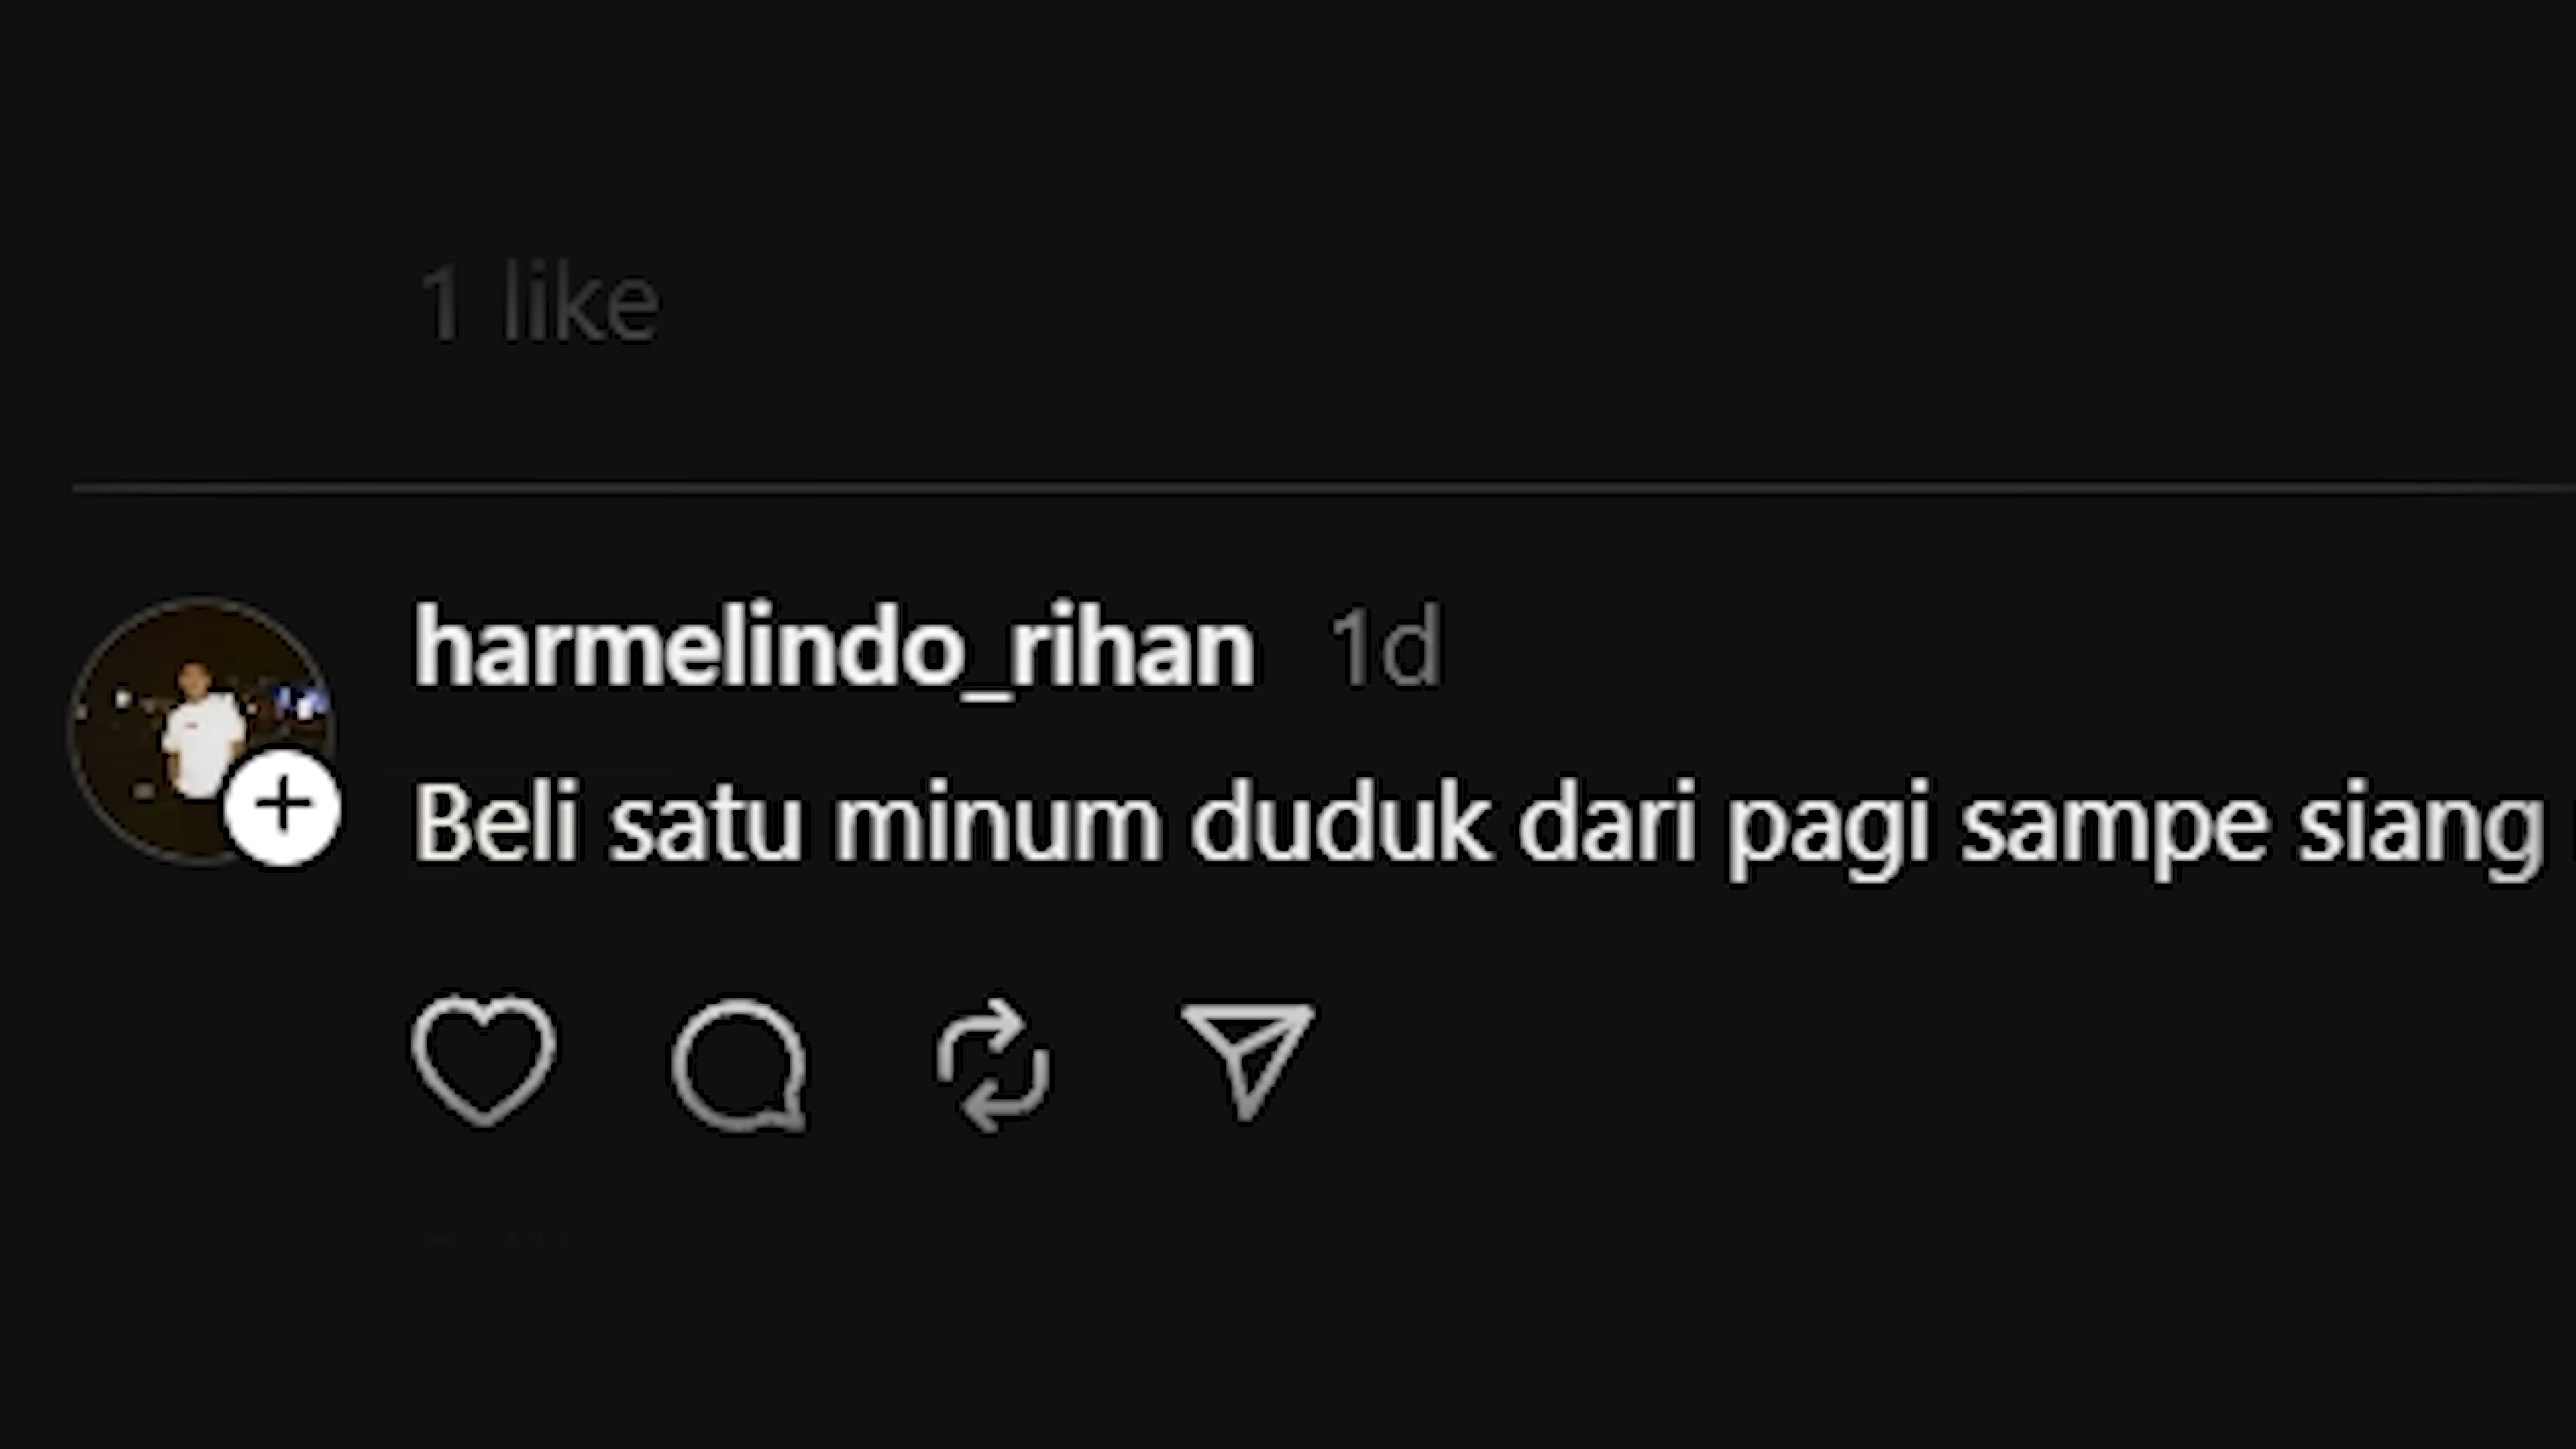 1 like
harmelindo_rihan 1d
Beli satu minum duduk dari pagi sampe siang